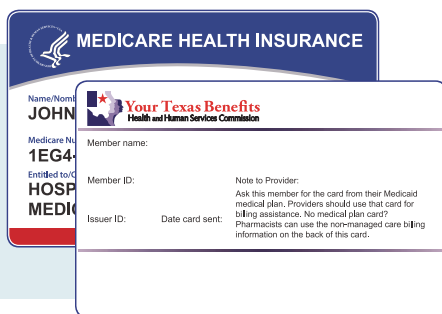 MEDICARE HEALTH INSURANCE
Name/Nom
JOHN
Medicare Nu
1EG4-
Entitled to/C
HOSP
MEDIC
Your Texas Benefits
Health and Human Services Commission
Member name:
Member ID:
Issuer ID: Date card sent:
Note to Provider:
Ask this member for the card from their Medicaid
medical plan. Providers should use that card for
billing assistance. No medical plan card?
Pharmacists can use the non-managed care billing
information on the back of this card.